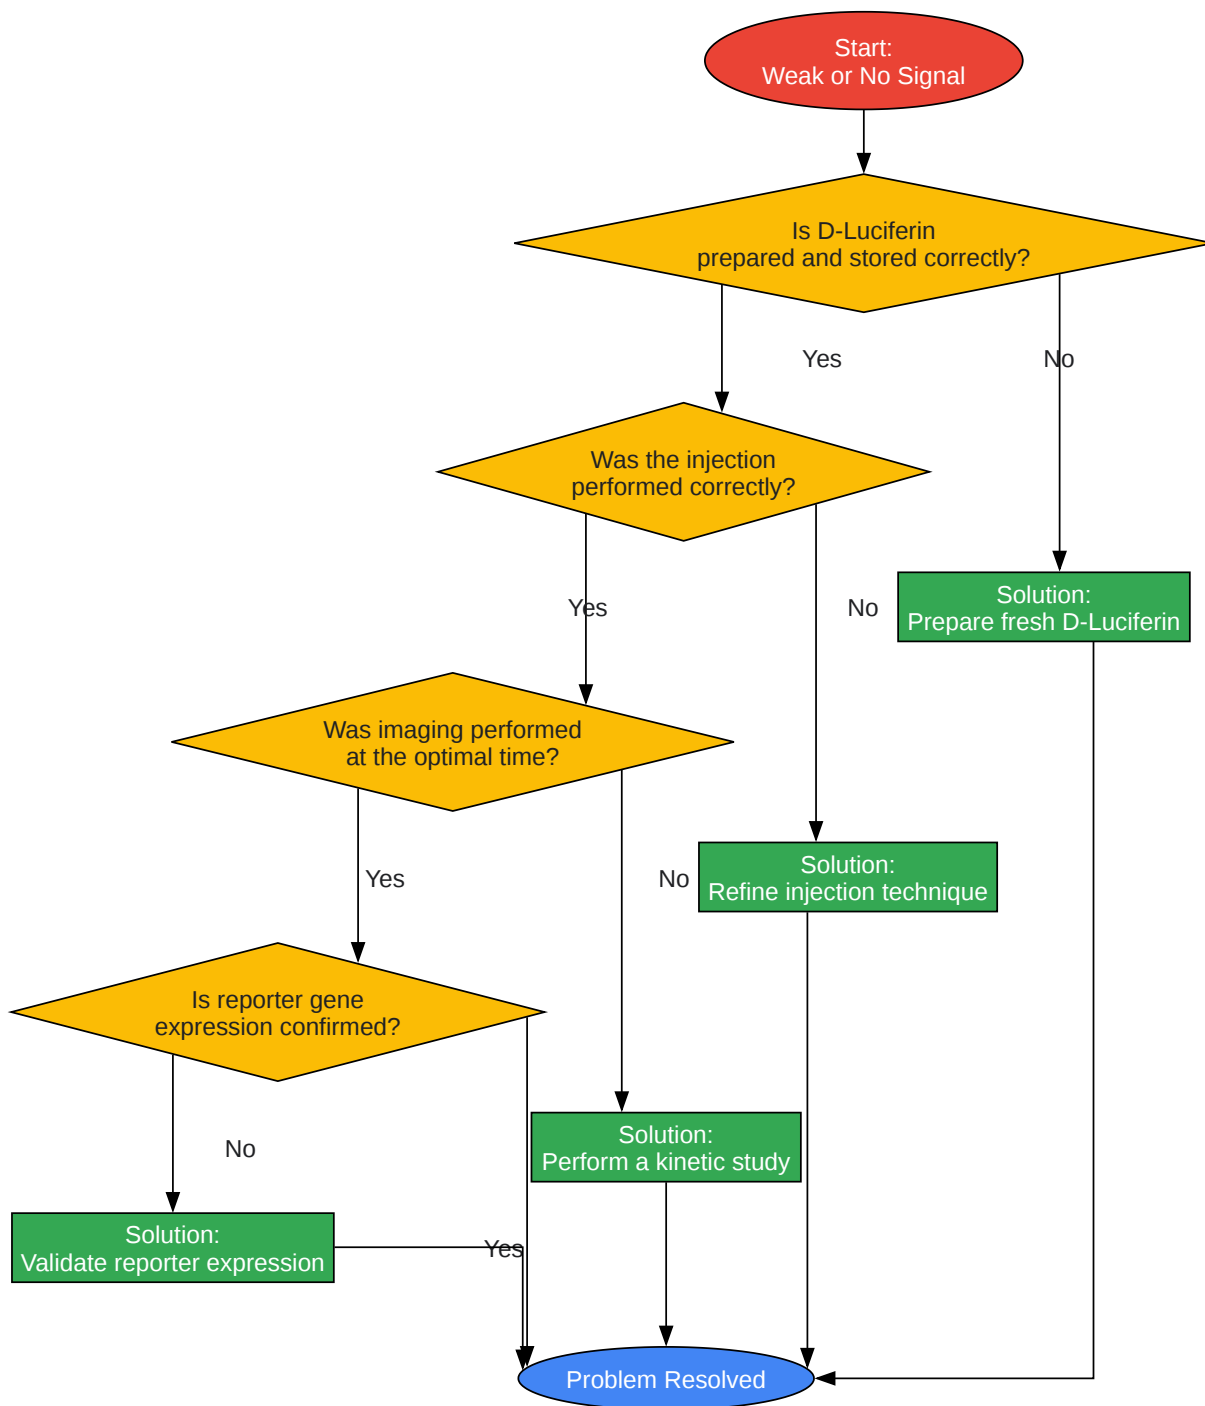 Start:
Weak or No Signal
Is D-Luciferin
prepared and stored correctly?
Yes
No
Was the injection
performed correctly?
Solution:
Prepare fresh D-Luciferin
Yes
No
Was imaging performed
at the optimal time?
Solution:
Refine injection technique
Yes
No
Is reporter gene
expression confirmed?
Solution:
Perform a kinetic study
No
Solution:
Validate reporter expression
Yes
Problem Resolved